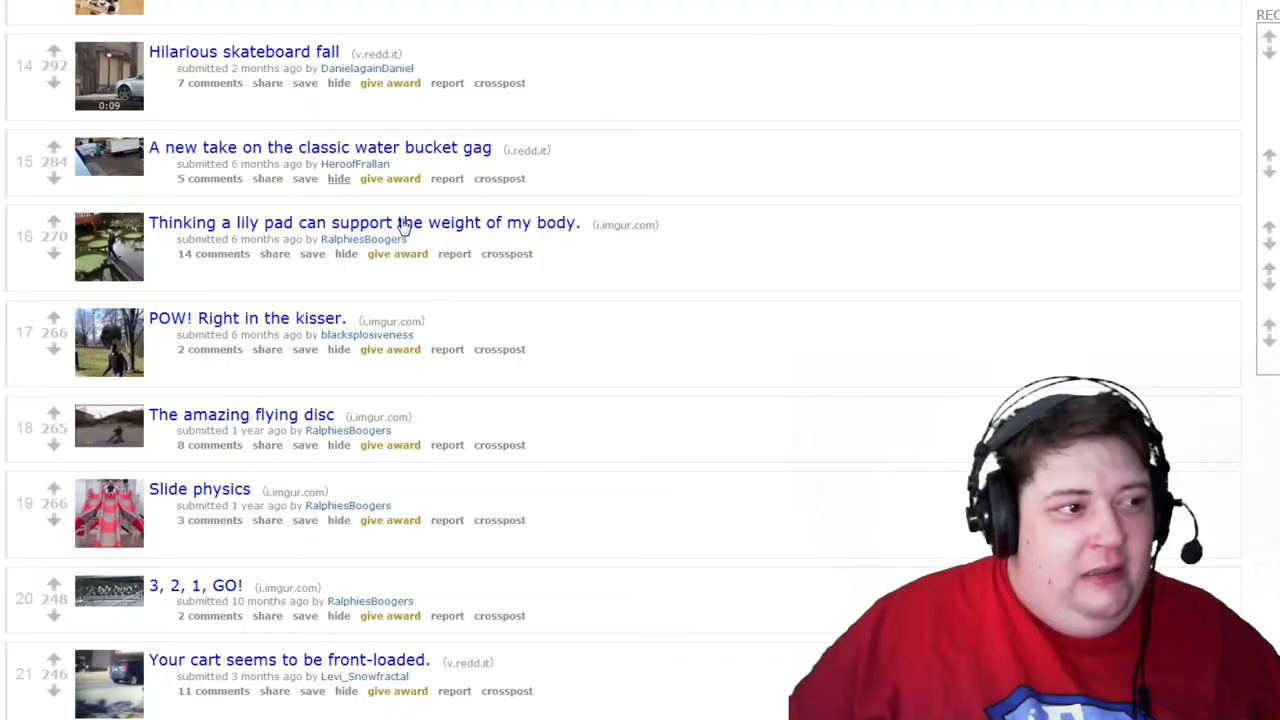 REC
14 292
Hilarious skateboard fall (v.redd.it)
submitted 2 months ago by DanielagainDaniel
7 comments share save hide give award report crosspost
0:09
15 284
A new take on the classic water bucket gag (i.redd.it)
submitted 6 months ago by HeroofFrallan
5 comments share save hide give award report crosspost
16 270
Thinking a lily pad can support the weight of my body. (i.imgur.com)
submitted 6 months ago by RalphiesBoogers
14 comments share save hide give award report crosspost
17 266
POW! Right in the kisser. (i.imgur.com)
submitted 6 months ago by blacksplosiveness
2 comments share save hide give award report crosspost
18 265
The amazing flying disc (i.imgur.com)
submitted 1 year ago by RalphiesBoogers
8 comments share save hide give award report crosspost
19 266
Slide physics (i.imgur.com)
submitted 1 year ago by RalphiesBoogers
3 comments share save hide give award report crosspost
20 248
3, 2, 1, GO! (i.imgur.com)
submitted 10 months ago by RalphiesBoogers
2 comments share save hide give award report crosspost
21 246
Your cart seems to be front-loaded. (v.redd.it)
submitted 3 months ago by Levi_Snowfractal
11 comments share save hide give award report crosspost